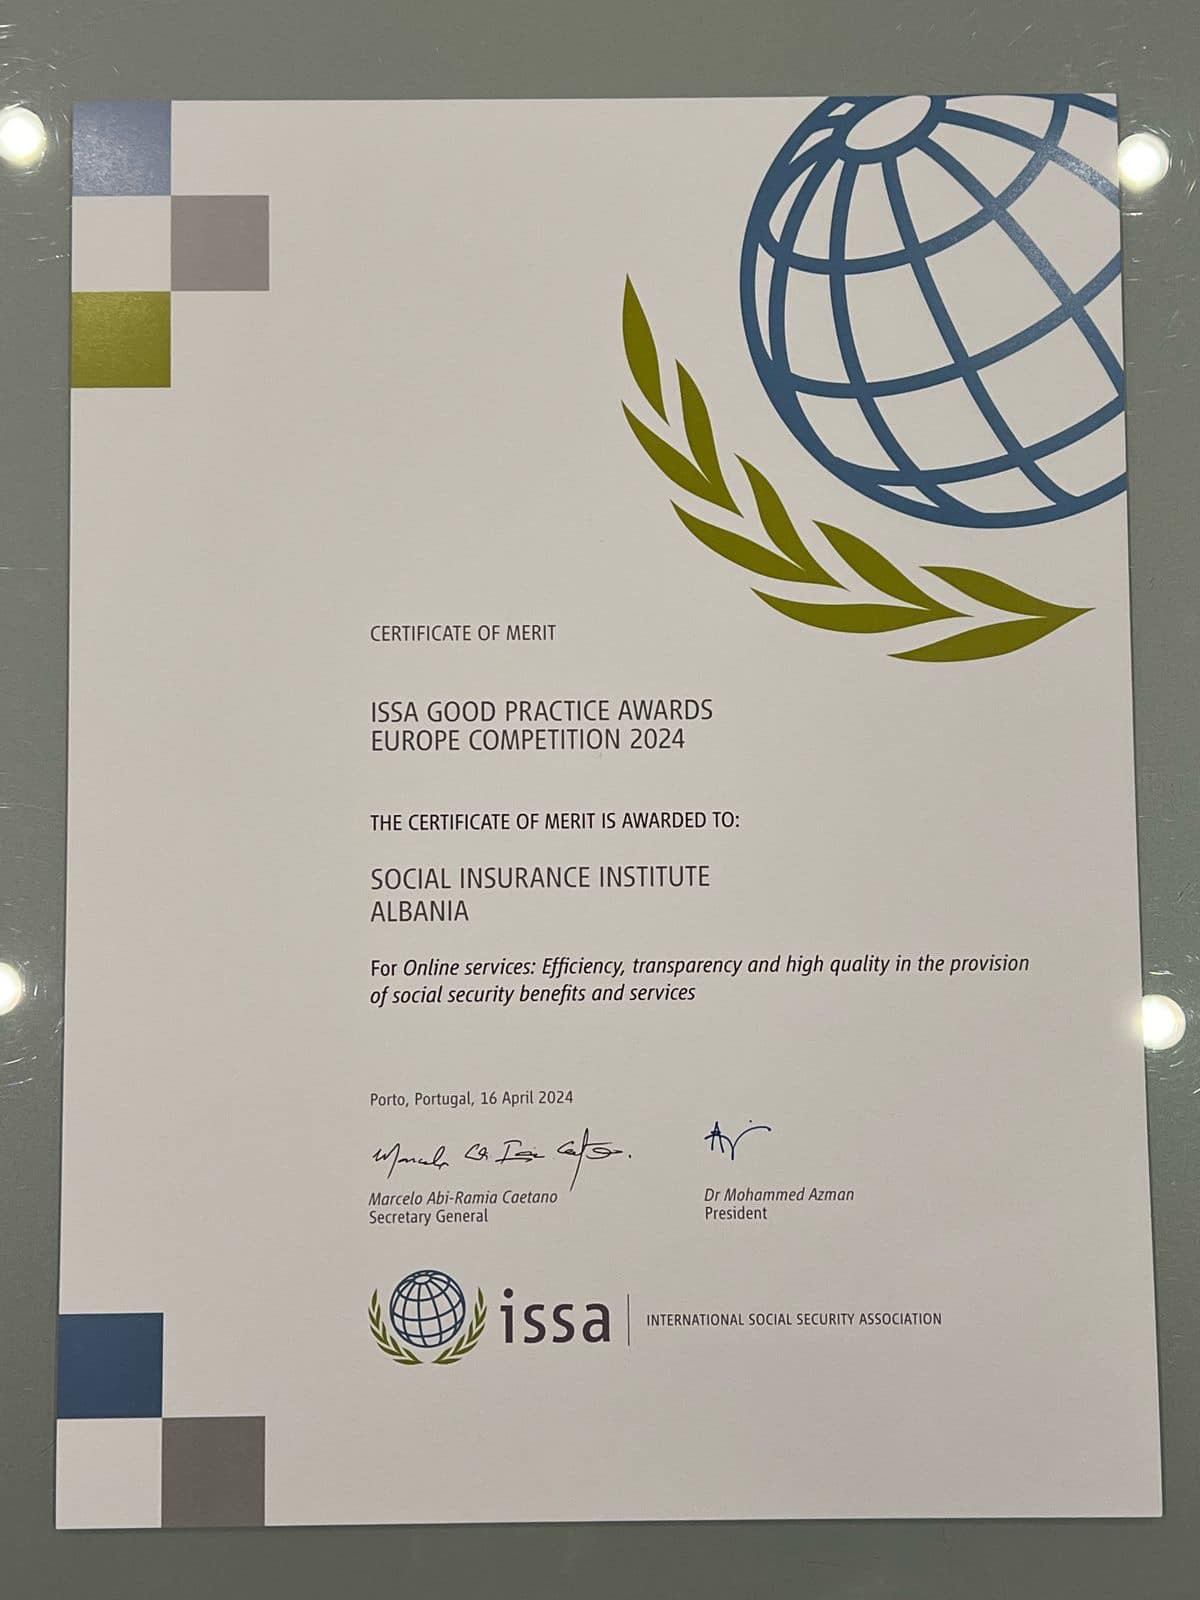 CERTIFICATE OF MERIT
ISSA GOOD PRACTICE AWARDS
EUROPE COMPETITION 2024
THE CERTIFICATE OF MERIT IS AWARDED TO:
SOCIAL INSURANCE INSTITUTE
ALBANIA
For Online services: Efficiency, transparency and high quality in the provision
of social security benefits and services
Porto, Portugal, 16 April 2024
Marcelo Abi-Ramia Caetano
Secretary General
Dr Mohammed Azman
President
issa
INTERNATIONAL SOCIAL SECURITY ASSOCIATION